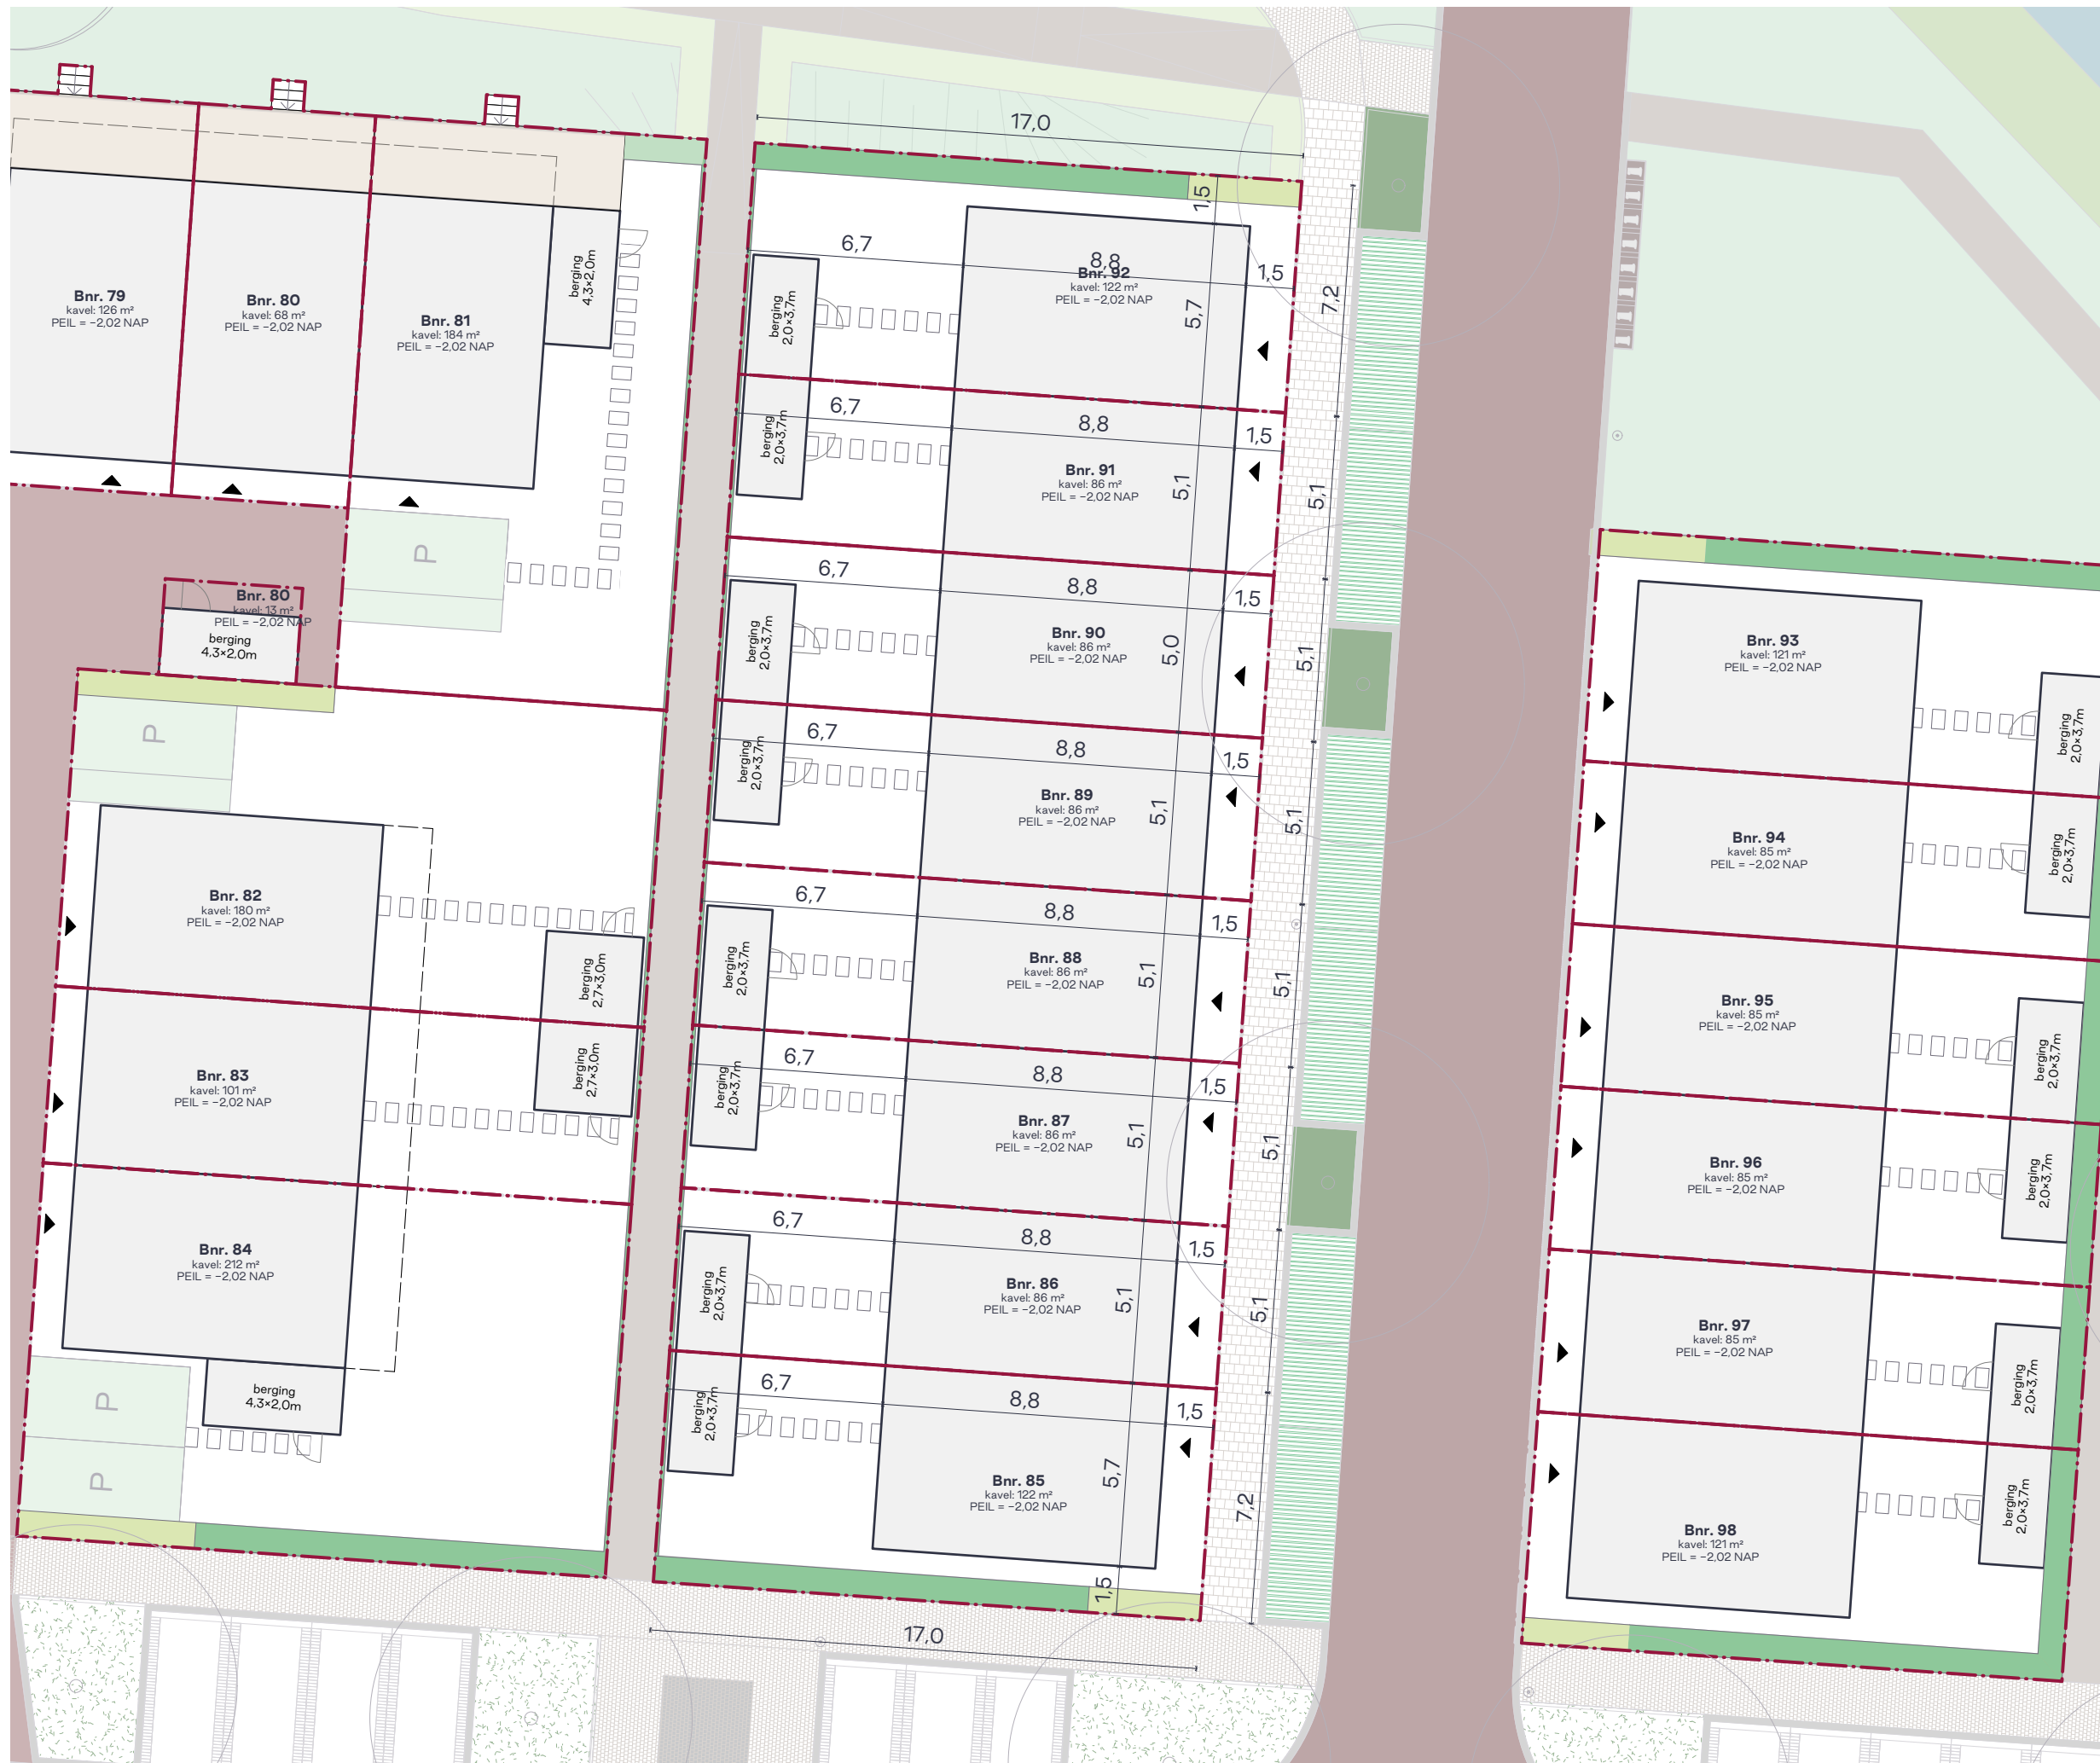 17,0
Bnr. 79
kavel: 126 m²
PEIL = −2,02 NAP
Bnr. 80
kavel: 68 m²
PEIL = −2,02 NAP
Bnr. 81
kavel: 184 m²
PEIL = −2,02 NAP
berging
4,3×2,0m
P
Bnr. 80
kavel: 13 m²
PEIL = −2,02 NAP
berging
4,3×2,0m
P
Bnr. 82
kavel: 180 m²
PEIL = −2,02 NAP
berging
2,7×3,0m
Bnr. 83
kavel: 101 m²
PEIL = −2,02 NAP
berging
2,7×3,0m
Bnr. 84
kavel: 212 m²
PEIL = −2,02 NAP
berging
4,3×2,0m
P
P
1,5
6,7
8,8
1,5
berging
2,0×3,7m
Bnr. 92
kavel: 122 m²
PEIL = −2,02 NAP
5,7
7,2
6,7
8,8
1,5
berging
2,0×3,7m
Bnr. 91
kavel: 86 m²
PEIL = −2,02 NAP
5,1
5,1
6,7
8,8
1,5
berging
2,0×3,7m
Bnr. 90
kavel: 86 m²
PEIL = −2,02 NAP
5,0
5,1
6,7
8,8
1,5
berging
2,0×3,7m
Bnr. 89
kavel: 86 m²
PEIL = −2,02 NAP
5,1
5,1
6,7
8,8
1,5
berging
2,0×3,7m
Bnr. 88
kavel: 86 m²
PEIL = −2,02 NAP
5,1
5,1
6,7
8,8
1,5
berging
2,0×3,7m
Bnr. 87
kavel: 86 m²
PEIL = −2,02 NAP
5,1
5,1
6,7
8,8
1,5
berging
2,0×3,7m
Bnr. 86
kavel: 86 m²
PEIL = −2,02 NAP
5,1
5,1
6,7
8,8
1,5
berging
2,0×3,7m
Bnr. 85
kavel: 122 m²
PEIL = −2,02 NAP
5,7
7,2
1,5
17,0
Bnr. 93
kavel: 121 m²
PEIL = −2,02 NAP
berging
2,0×3,7m
Bnr. 94
kavel: 85 m²
PEIL = −2,02 NAP
berging
2,0×3,7m
Bnr. 95
kavel: 85 m²
PEIL = −2,02 NAP
berging
2,0×3,7m
Bnr. 96
kavel: 85 m²
PEIL = −2,02 NAP
berging
2,0×3,7m
Bnr. 97
kavel: 85 m²
PEIL = −2,02 NAP
berging
2,0×3,7m
Bnr. 98
kavel: 121 m²
PEIL = −2,02 NAP
berging
2,0×3,7m